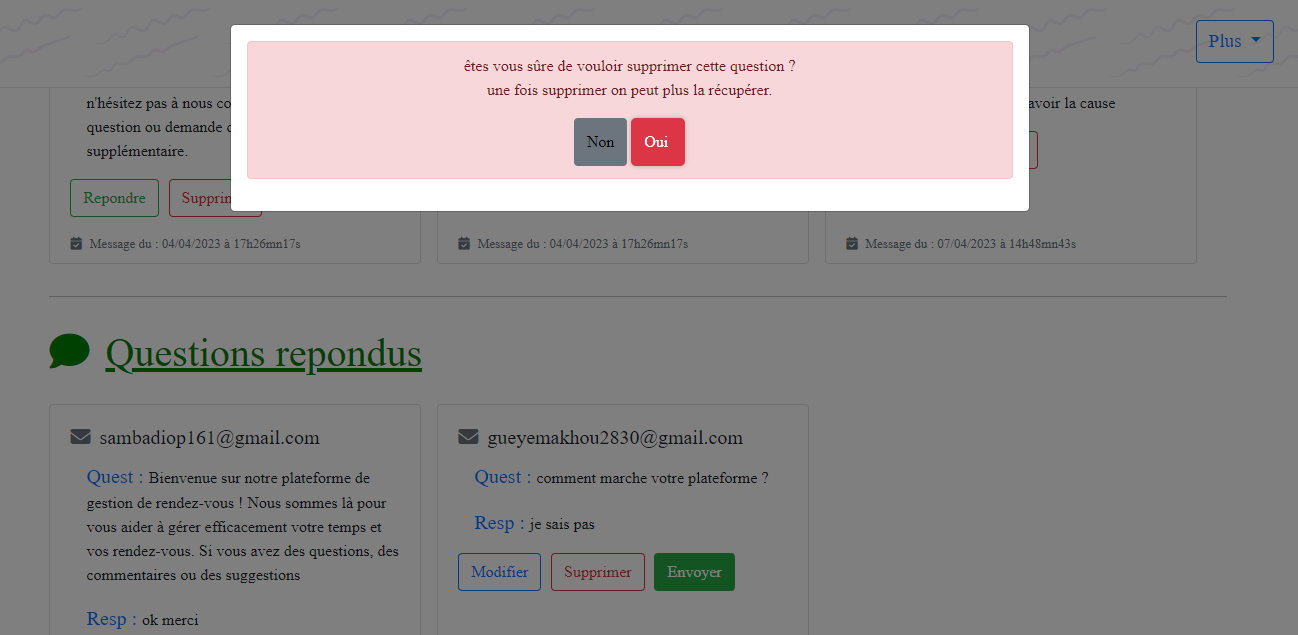 Plus
êtes vous sûre de vouloir supprimer cette question ?
une fois supprimer on peut plus la récupérer.
Non
Oui
n'hésitez pas à nous
question ou demande
supplémentaire.
avoir la cause
Repondre
Message du : 04/04/2023 à 17h26mn17s
Message du : 04/04/2023 à 17h26mn17s
Message du : 07/04/2023 à 14h48mn43s
Questions repondus
sambadiop161@gmail.com
Quest : Bienvenue sur notre plateforme de
gestion de rendez-vous ! Nous sommes là pour
vous aider à gérer efficacement votre temps et
vos rendez-vous. Si vous avez des questions, des
commentaires ou des suggestions
Resp : ok merci
gueyemakhou2830@gmail.com
Quest : comment marche votre plateforme ?
Resp : je sais pas
Modifier
Supprimer
Envoyer